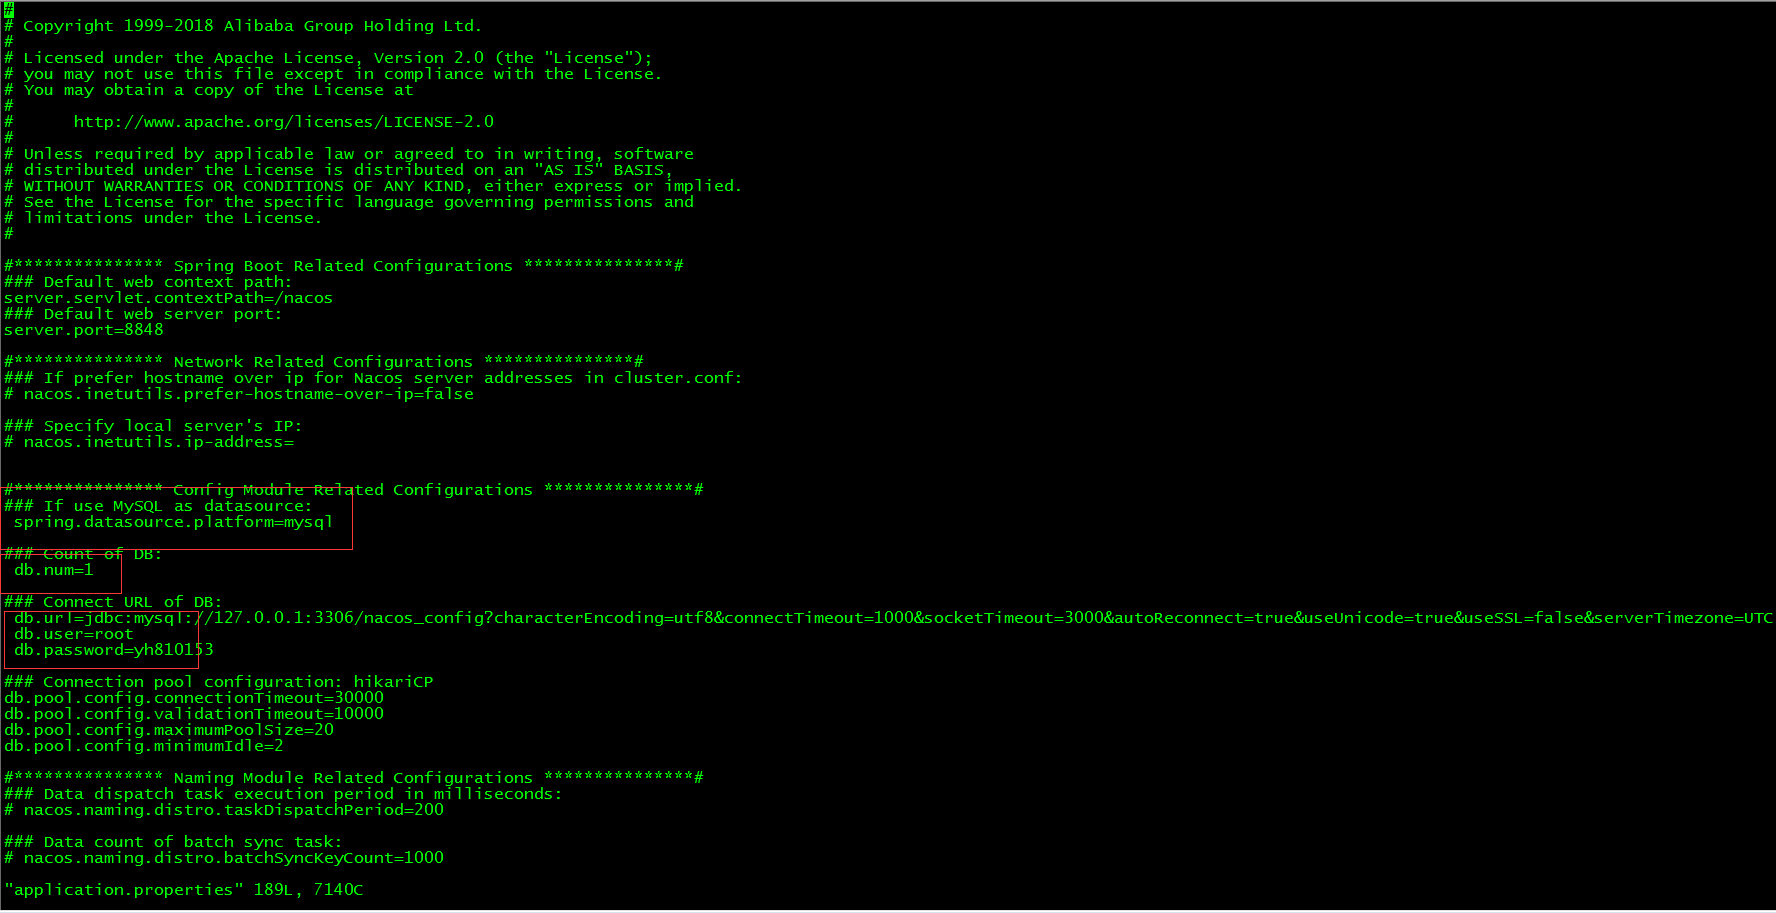 #
# Copyright 1999-2018 Alibaba Group Holding Ltd.
#
# Licensed under the Apache License, Version 2.0 (the "License");
# you may not use this file except in compliance with the License.
# You may obtain a copy of the License at
#
#      http://www.apache.org/licenses/LICENSE-2.0
#
# Unless required by applicable law or agreed to in writing, software
# distributed under the License is distributed on an "AS IS" BASIS,
# WITHOUT WARRANTIES OR CONDITIONS OF ANY KIND, either express or implied.
# See the License for the specific language governing permissions and
# limitations under the License.
#
#*************** Spring Boot Related Configurations ***************#
### Default web context path:
server.servlet.contextPath=/nacos
### Default web server port:
server.port=8848
#*************** Network Related Configurations ***************#
### If prefer hostname over ip for Nacos server addresses in cluster.conf:
# nacos.inetutils.prefer-hostname-over-ip=false
### Specify local server's IP:
# nacos.inetutils.ip-address=
#*************** Config Module Related Configurations ***************#
### If use MySQL as datasource:
 spring.datasource.platform=mysql
### Count of DB:
 db.num=1
### Connect URL of DB:
 db.url=jdbc:mysql://127.0.0.1:3306/nacos_config?characterEncoding=utf8&connectTimeout=1000&socketTimeout=3000&autoReconnect=true&useUnicode=true&useSSL=false&serverTimezone=UTC
 db.user=root
 db.password=yh810153
### Connection pool configuration: hikariCP
db.pool.config.connectionTimeout=30000
db.pool.config.validationTimeout=10000
db.pool.config.maximumPoolSize=20
db.pool.config.minimumIdle=2
#*************** Naming Module Related Configurations ***************#
### Data dispatch task execution period in milliseconds:
# nacos.naming.distro.taskDispatchPeriod=200
### Data count of batch sync task:
# nacos.naming.distro.batchSyncKeyCount=1000
"application.properties" 189L, 7140C